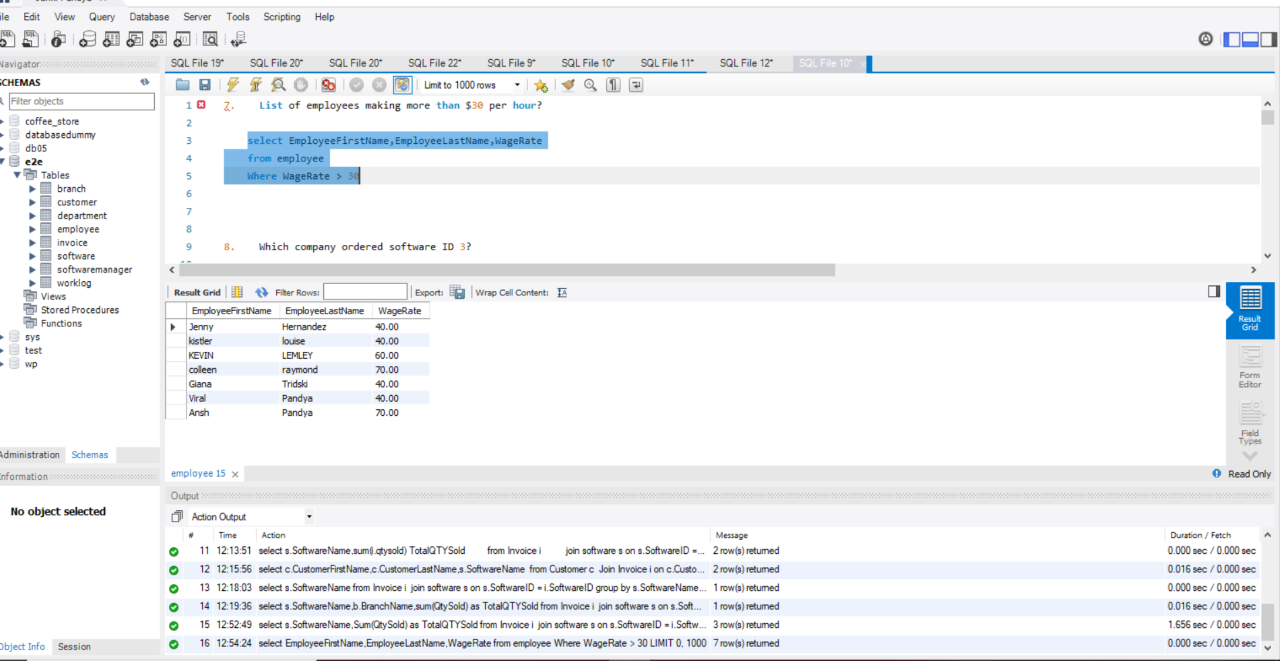 File Edit View Query Database Server Tools Scripting Help
Navigator
SCHEMAS
Filter objects
coffee_store
databasedummy
db05
e2e
Tables
branch
customer
department
employee
invoice
software
softwaremanager
worklog
Views
Stored Procedures
Functions
sys
test
wp
Administration Schemas
Information
No object selected
Object Info Session
SQL File 19* SQL File 20* SQL File 20* SQL File 22* SQL File 9* SQL File 10* SQL File 11* SQL File 12* SQL File 10*
Limit to 1000 rows
1 7. List of employees making more than $30 per hour?
2
3 select EmployeeFirstName,EmployeeLastName,WageRate
4 from employee
5 Where WageRate > 30
6
7
8
9 8. Which company ordered software ID 3?
Result Grid Filter Rows: Export: Wrap Cell Content:
EmployeeFirstName EmployeeLastName WageRate
Jenny Hernandez 40.00
kistler louise 40.00
KEVIN LEMLEY 60.00
colleen raymond 70.00
Giana Tridski 40.00
Viral Pandya 40.00
Ansh Pandya 70.00
Result Grid
Form Editor
Field Types
employee 15
Read Only
Output
Action Output
# Time Action Message Duration / Fetch
11 12:13:51 select s.SoftwareName,sum(i.qtysold) TotalQTYSold from Invoice i join software s on s.SoftwareID =... 2 row(s) returned 0.000 sec / 0.000 sec
12 12:15:56 select c.CustomerFirstName,c.CustomerLastName,s.SoftwareName from Customer c Join Invoice i on c.Custo... 2 row(s) returned 0.016 sec / 0.000 sec
13 12:18:03 select s.SoftwareName from Invoice i join software s on s.SoftwareID = i.SoftwareID group by s.SoftwareName... 1 row(s) returned 0.000 sec / 0.000 sec
14 12:19:36 select s.SoftwareName,b.BranchName,sum(QtySold) as TotalQTYSold from Invoice i join software s on s.Soft... 1 row(s) returned 0.016 sec / 0.000 sec
15 12:52:49 select s.SoftwareName,Sum(QtySold) as TotalQTYSold from Invoice i join software s on s.SoftwareID = i.Softw... 3 row(s) returned 1.656 sec / 0.000 sec
16 12:54:24 select EmployeeFirstName,EmployeeLastName,WageRate from employee Where WageRate > 30 LIMIT 0, 1000 7 row(s) returned 0.000 sec / 0.000 sec